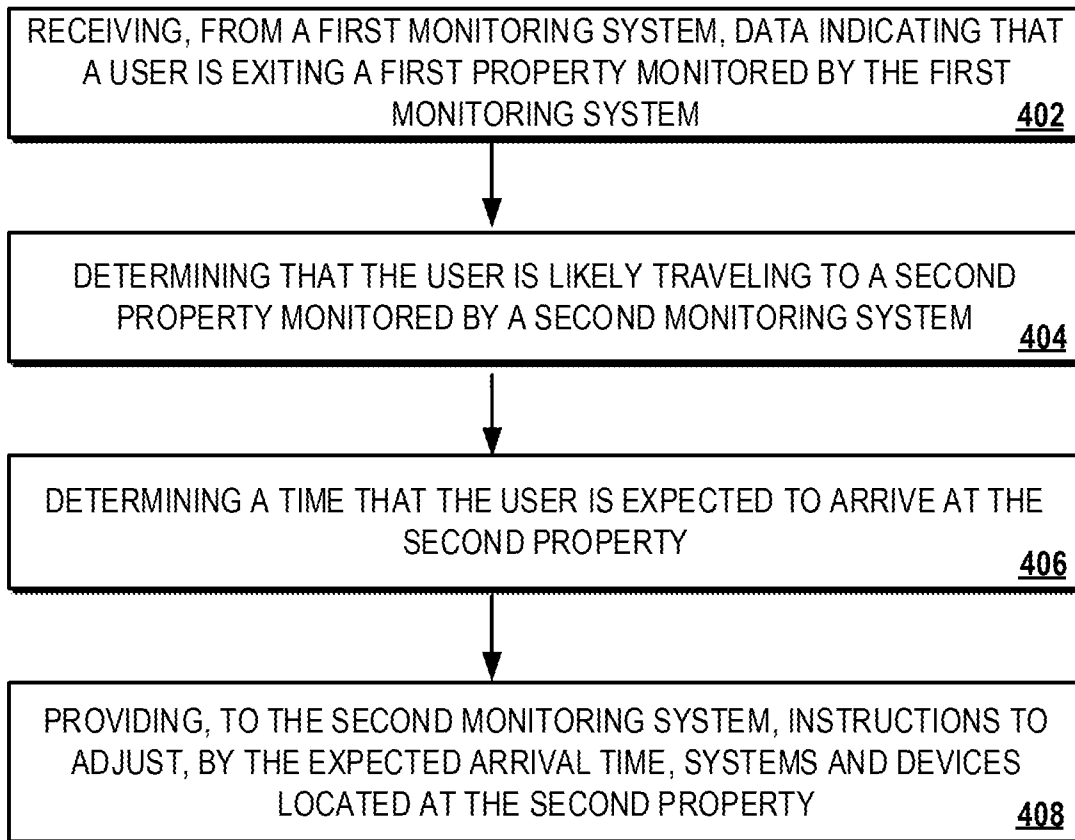 RECEIVING, FROM A FIRST MONITORING SYSTEM, DATA INDICATING THAT
A USER IS EXITING A FIRST PROPERTY MONITORED BY THE FIRST
MONITORING SYSTEM
402
DETERMINING THAT THE USER IS LIKELY TRAVELING TO A SECOND
PROPERTY MONITORED BY A SECOND MONITORING SYSTEM
404
DETERMINING A TIME THAT THE USER IS EXPECTED TO ARRIVE AT THE
SECOND PROPERTY
406
PROVIDING, TO THE SECOND MONITORING SYSTEM, INSTRUCTIONS TO
ADJUST, BY THE EXPECTED ARRIVAL TIME, SYSTEMS AND DEVICES
LOCATED AT THE SECOND PROPERTY
408